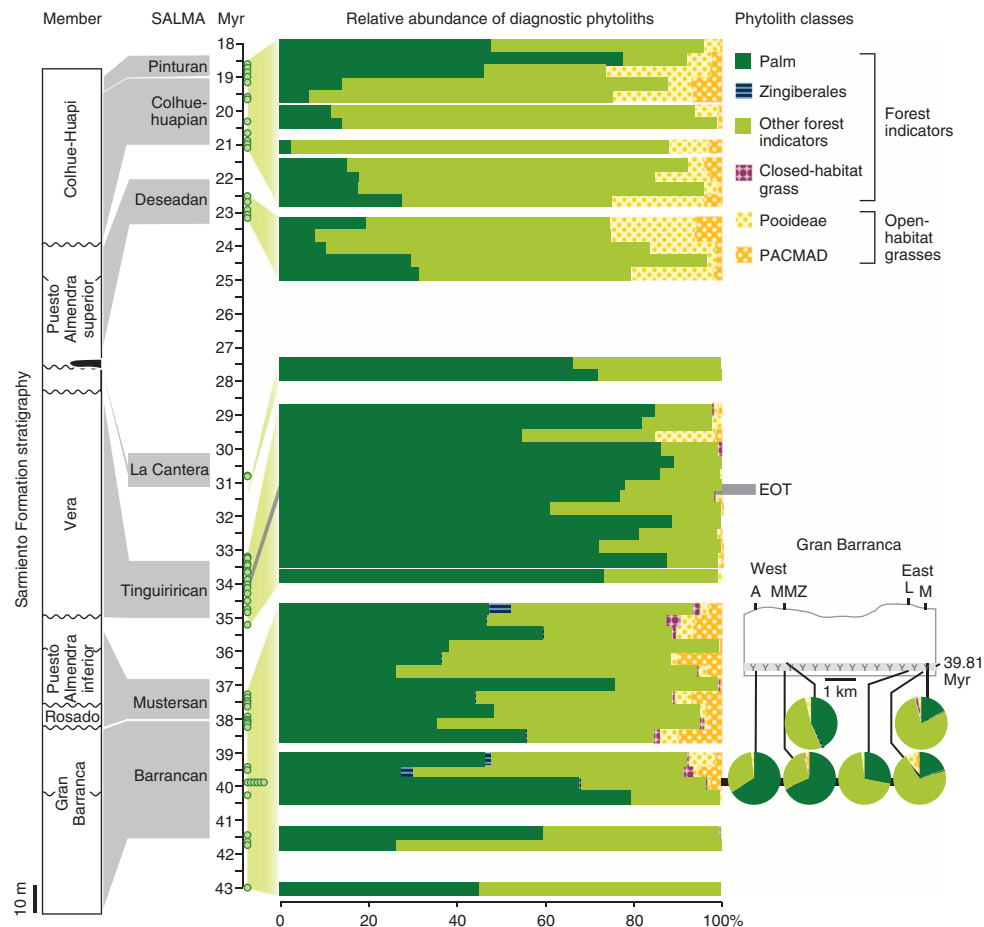 Member
SALMA
Myr
Relative abundance of diagnostic phytoliths
Phytolith classes
Sarmiento Formation stratigraphy
10 m
Colhue-Huapi
Puesto
Almendra
superior
Vera
Puesto
Almendra
inferior
Rosado
Gran
Barranca
Pinturan
Colhue-
huapian
Deseadan
La Cantera
Tinguirirican
Mustersan
Barrancan
18
19
20
21
22
23
24
25
26
27
28
29
30
31
32
33
34
35
36
37
38
39
40
41
42
43
0
20
40
60
80
100%
Palm
Zingiberales
Other forest
indicators
Closed-habitat
grass
Forest
indicators
Pooideae
PACMAD
Open-
habitat
grasses
EOT
Gran Barranca
West
East
A
MMZ
L
M
Y Y Y Y Y Y Y Y Y Y Y Y Y Y
39.81
Myr
1 km